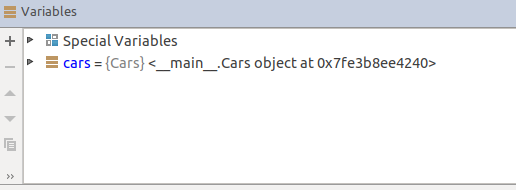 Variables
Special Variables
cars = {Cars} <__main__.Cars object at 0x7fe3b8ee4240>